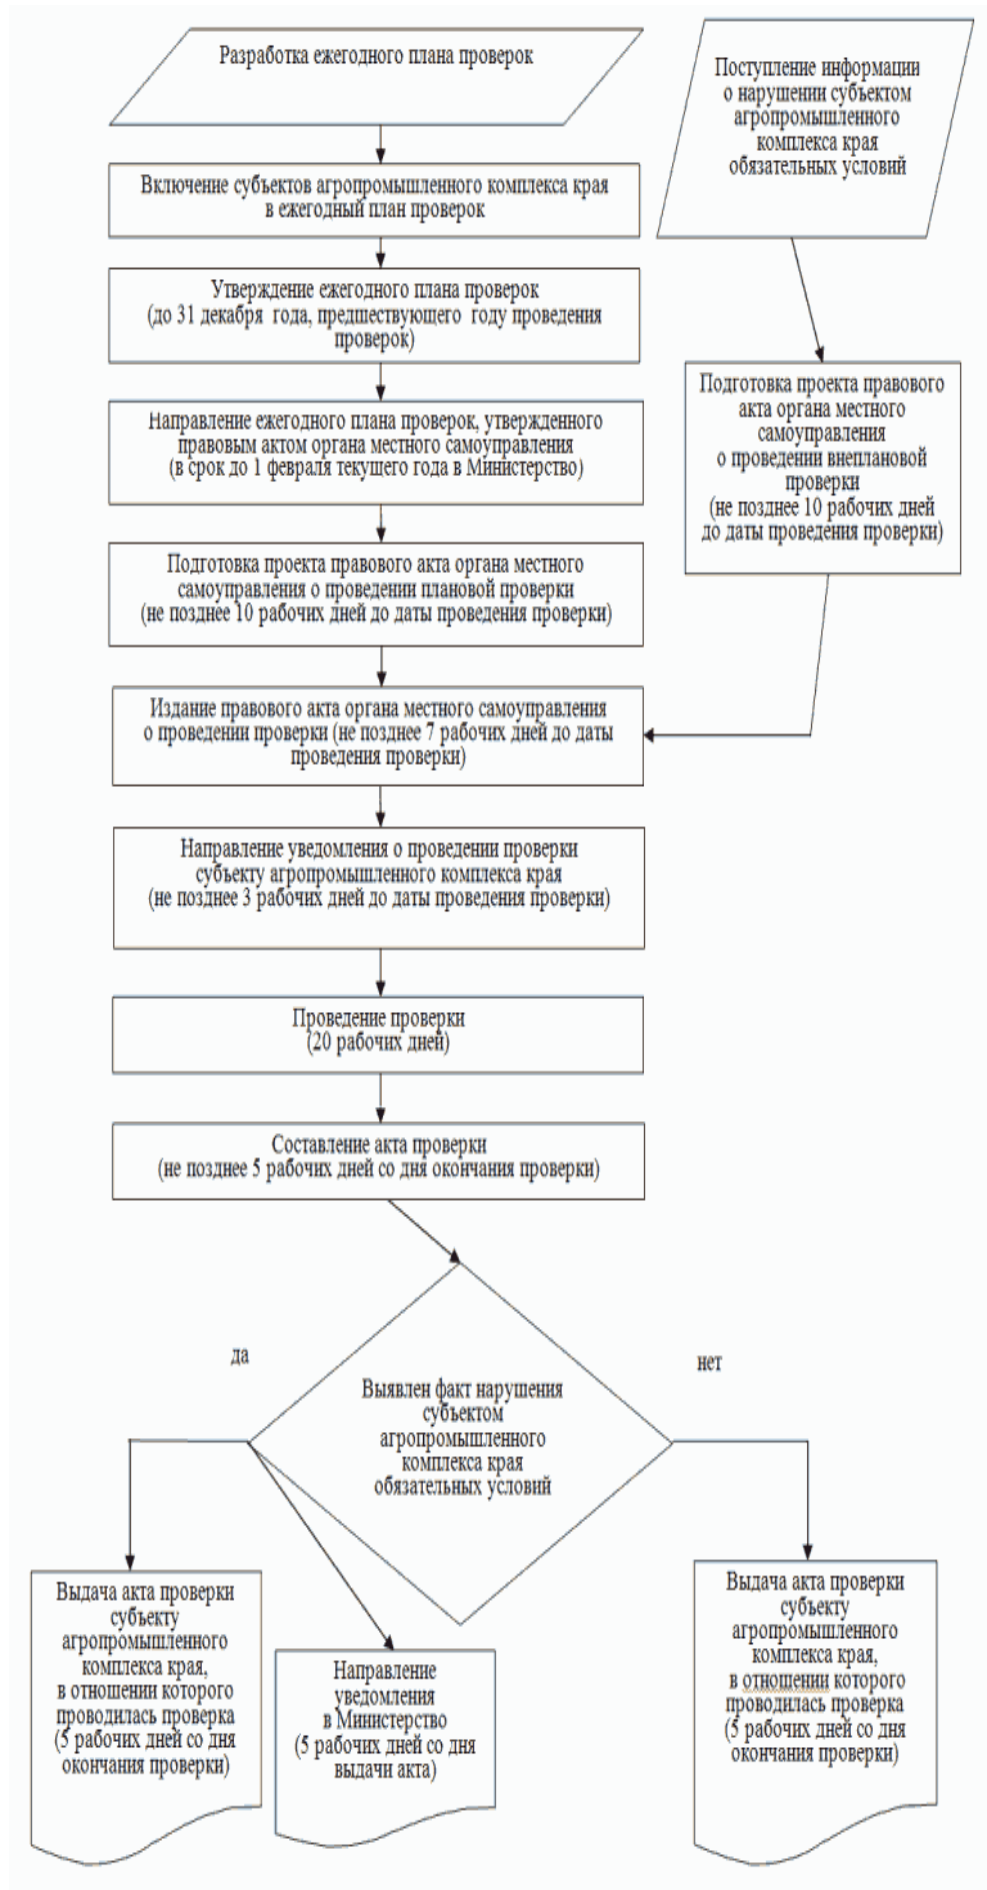 Разработка ежегодного плана проверок
Поступление информации
о нарушении субъектом
агропромышленного
комплекса края
обязательных условий
Включение субъектов агропромышленного комплекса края
в ежегодный план проверок
Утверждение ежегодного плана проверок
(до 31 декабря года, предшествующего году проведения
проверок)
Направление ежегодного плана проверок, утвержденного
правовым актом органа местного самоуправления
(в срок до 1 февраля текущего года в Министерство)
Подготовка проекта правового
акта органа местного
самоуправления
о проведении внеплановой
проверки
(не позднее 10 рабочих дней
до даты проведения проверки)
Подготовка проекта правового акта органа местного
самоуправления о проведении плановой проверки
(не позднее 10 рабочих дней до даты проведения проверки)
Издание правового акта органа местного самоуправления
о проведении проверки (не позднее 7 рабочих дней до даты
проведения проверки)
Направление уведомления о проведении проверки
субъекту агропромышленного комплекса края
(не позднее 3 рабочих дней до даты проведения проверки)
Проведение проверки
(20 рабочих дней)
Составление акта проверки
(не позднее 5 рабочих дней со дня окончания проверки)
да
нет
Выявлен факт нарушения
субъектом
агропромышленного
комплекса края
обязательных условий
Выдача акта проверки
субъекту
агропромышленного
комплекса края,
в отношении которого
проводилась проверка
(5 рабочих дней со дня
окончания проверки)
Направление
уведомления
в Министерство
(5 рабочих дней со дня
выдачи акта)
Выдача акта проверки
субъекту
агропромышленного
комплекса края,
в отношении которого
проводилась проверка
(5 рабочих дней со дня
окончания проверки)